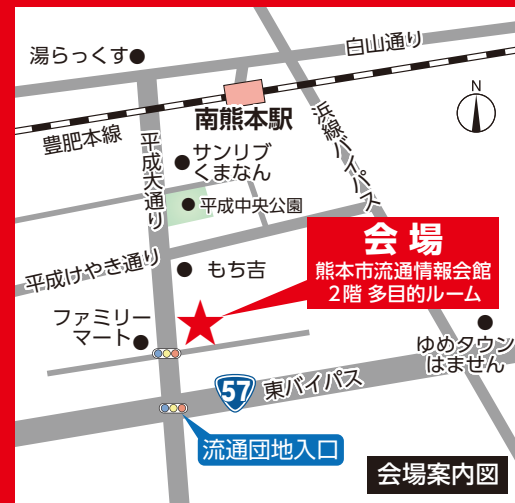 湯らっくす
白山通り
N
南熊本駅
豊肥本線
平成大通り
浜線バイパス
サンリブ
くまなん
平成中央公園
会場
熊本市流通情報会館
2階 多目的ルーム
平成けやき通り
もち吉
ファミリー
マート
ゆめタウン
はません
57
東バイパス
流通団地入口
会場案内図